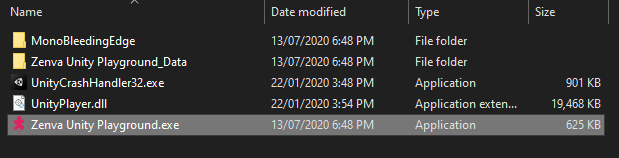 Name Date modified Type Size
MonoBleedingEdge 13/07/2020 6:48 PM File folder
Zenva Unity Playground_Data 13/07/2020 6:48 PM File folder
UnityCrashHandler32.exe 22/01/2020 3:48 PM Application 901 KB
UnityPlayer.dll 22/01/2020 3:54 PM Application exten... 19,468 KB
Zenva Unity Playground.exe 13/07/2020 6:48 PM Application 625 KB